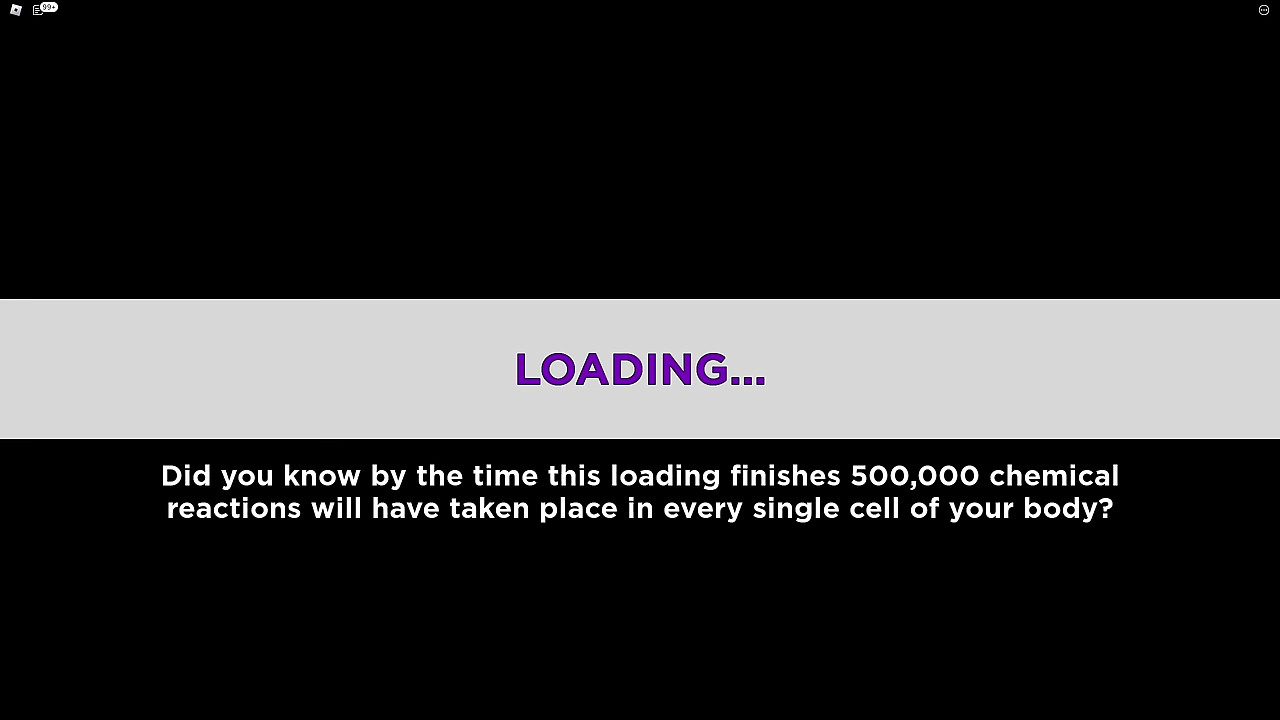 99+
LOADING...
Did you know by the time this loading finishes 500,000 chemical
reactions will have taken place in every single cell of your body?